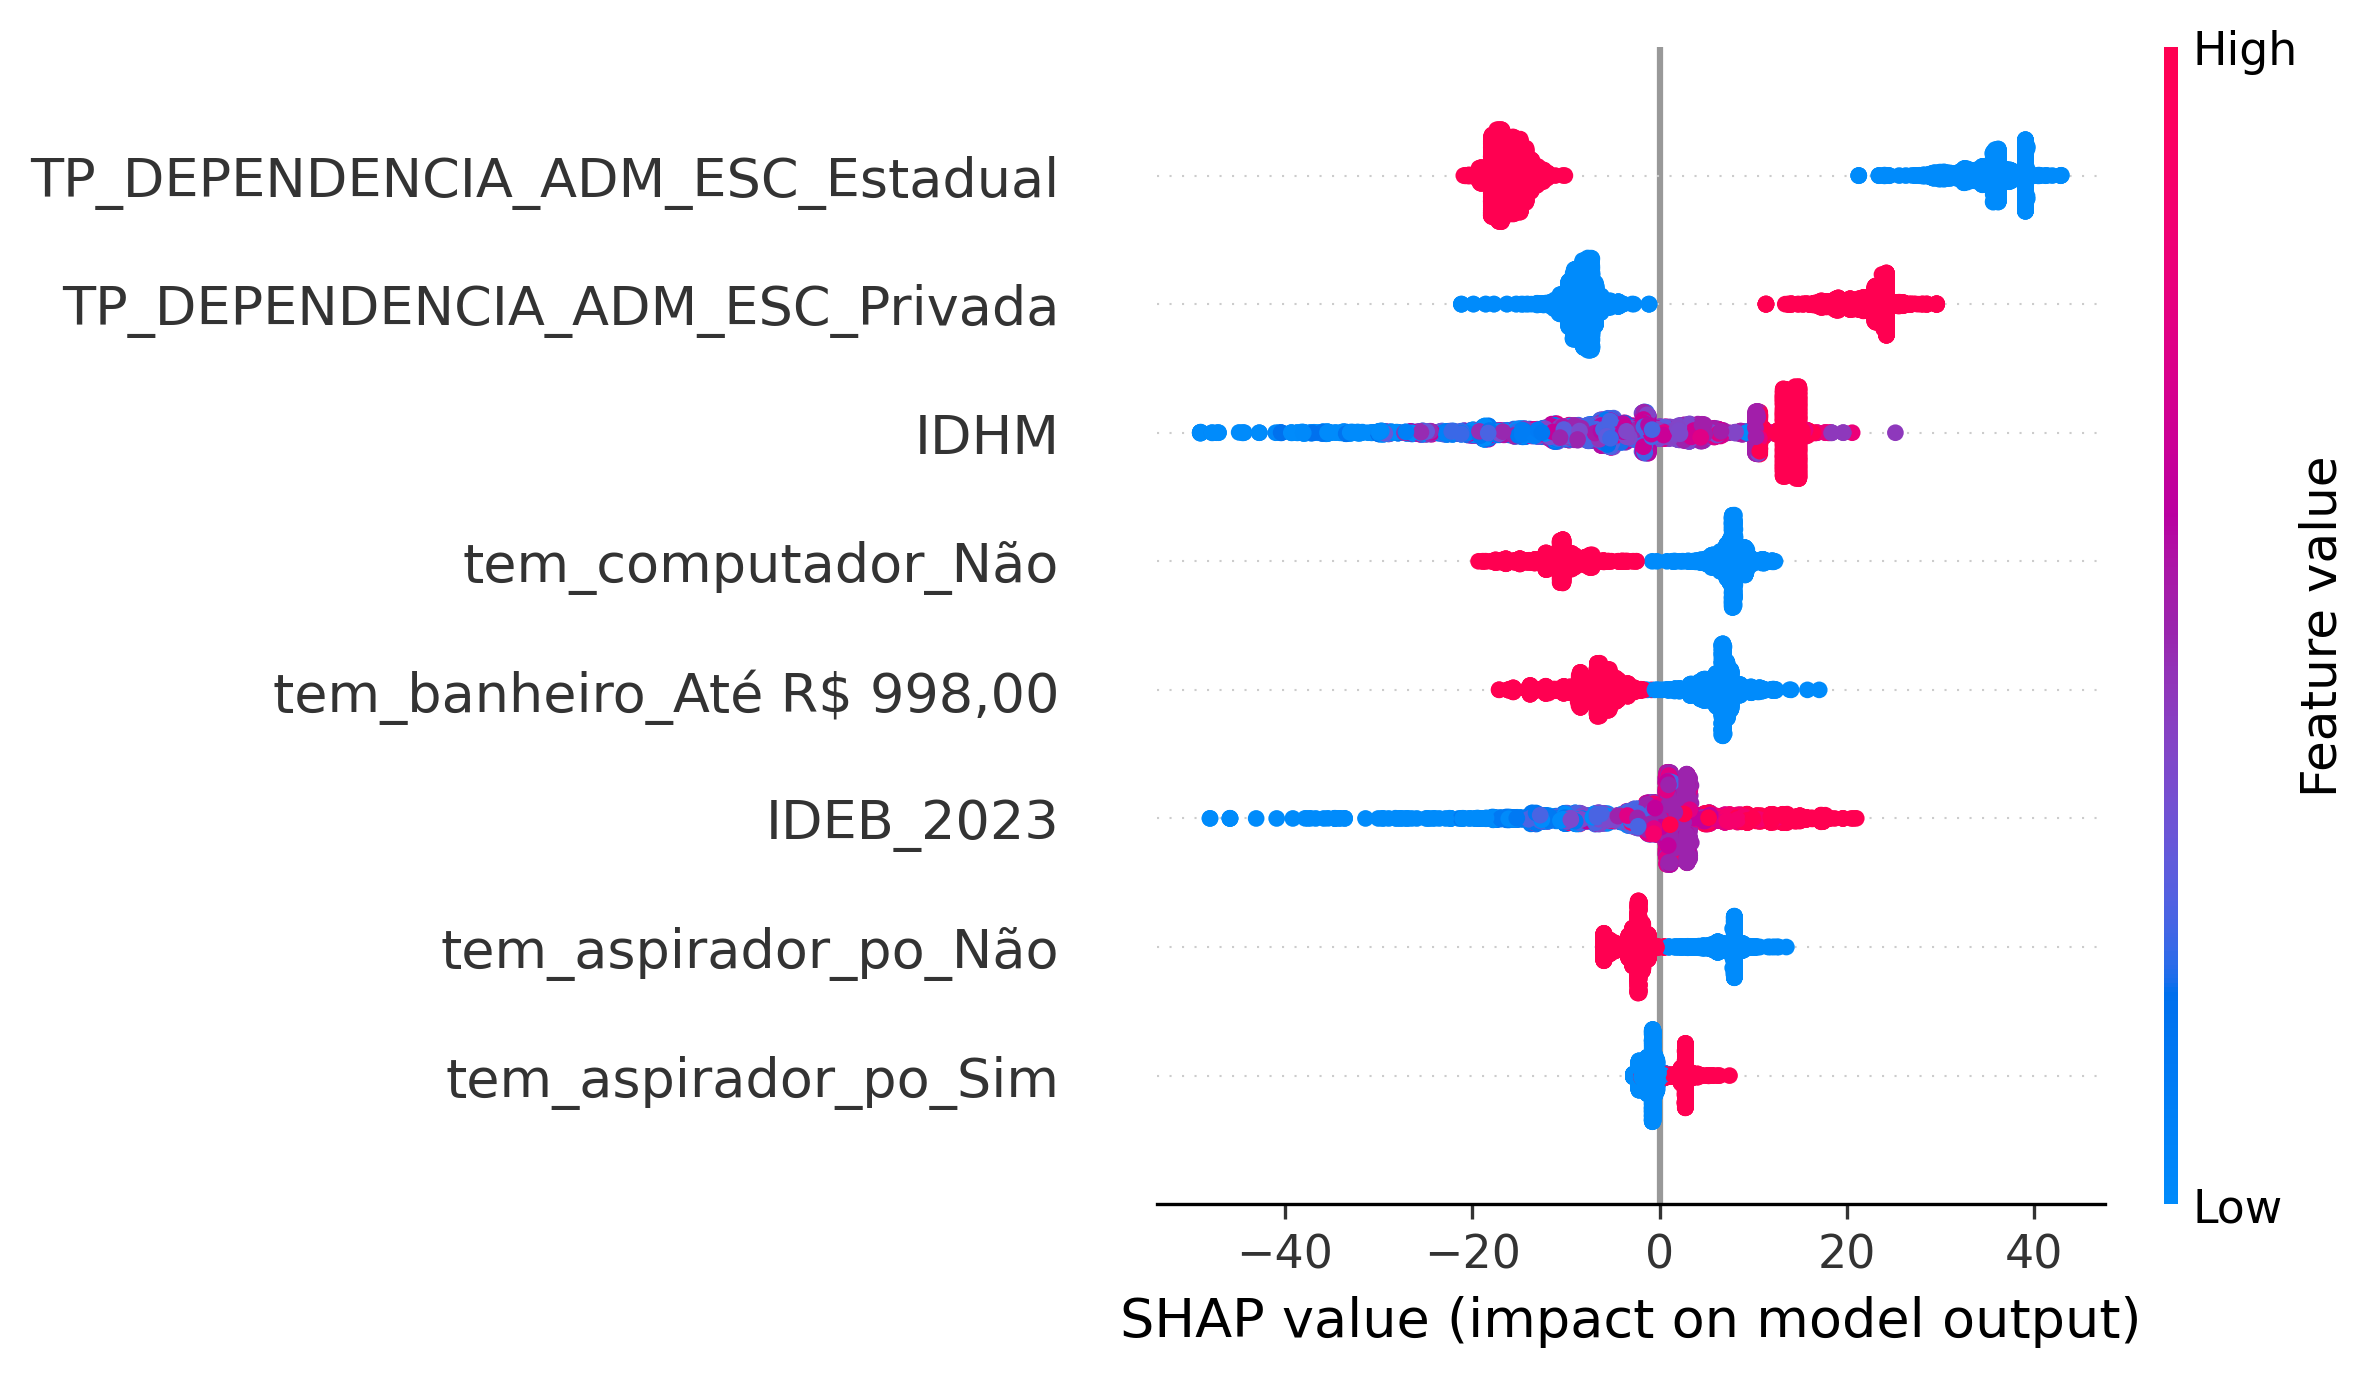 High
TP_DEPENDENCIA_ADM_ESC_Estadual
TP_DEPENDENCIA_ADM_ESC_Privada
IDHM
tem_computador_Não
tem_banheiro_Até R$ 998,00
IDEB_2023
tem_aspirador_po_Não
tem_aspirador_po_Sim
Feature value
Low
−40 −20 0 20 40
SHAP value (impact on model output)